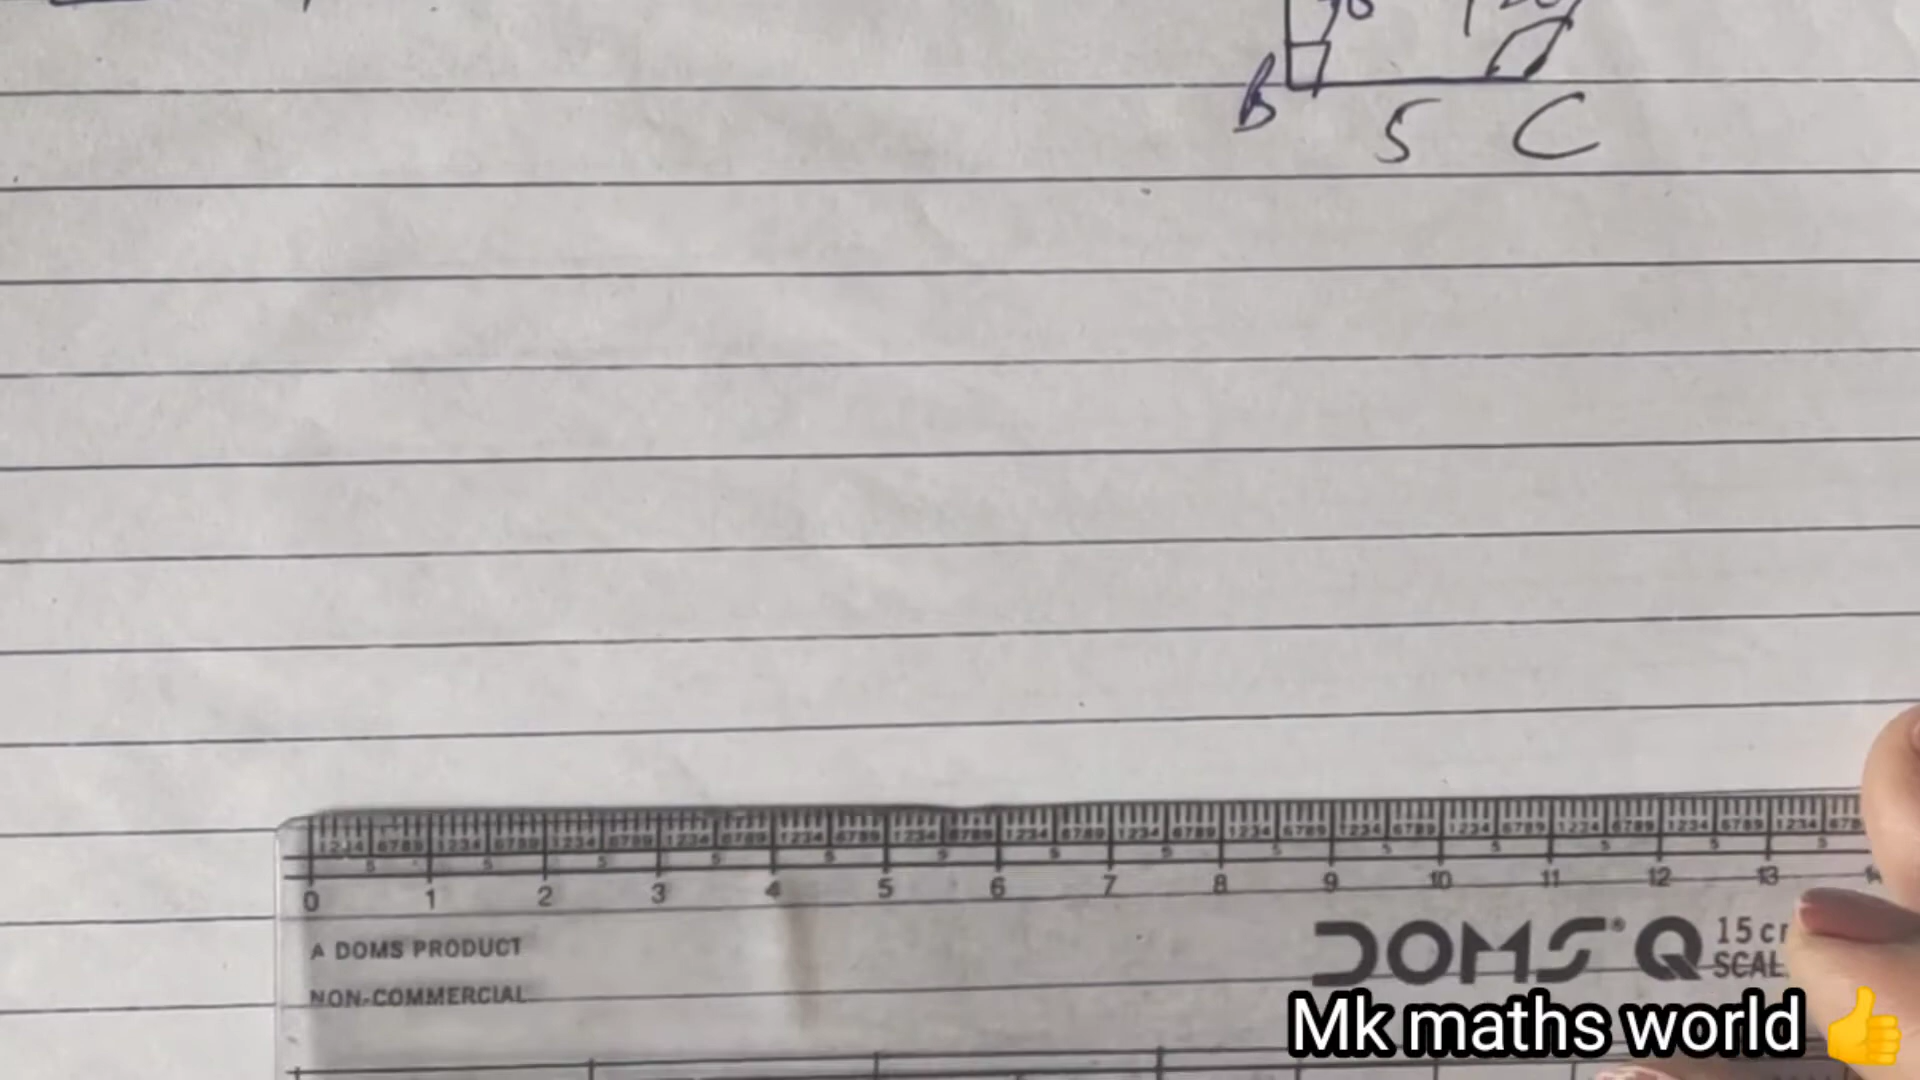 B
5 C
0 1 2 3 4 5 6 7 8 9 10 11 12 13
A DOMS PRODUCT
NON-COMMERCIAL
DOMS® Q 15
Mk maths world 👍